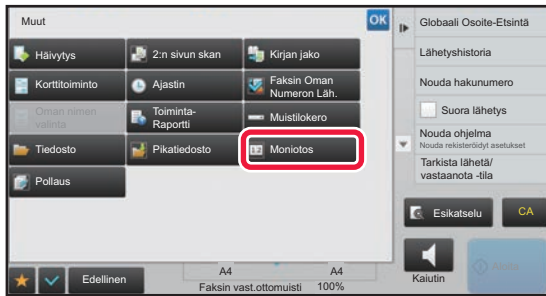 Muut
OK
Häivytys
2:n sivun skan
Kirjan jako
Korttitoiminto
Ajastin
Faksin Oman
Numeron Läh.
Oman nimen
valinta
Toiminta-
Raportti
Muistilokero
Tiedosto
Pikatiedosto
Moniotos
Pollaus
Edellinen
A4
A4
Faksin vast.ottomuisti 100%
Globaali Osoite-Etsintä
Lähetyshistoria
Nouda hakunumero
Suora lähetys
Nouda ohjelma
Nouda rekisteröidyt asetukset
Tarkista lähetä/
vastaanota -tila
Esikatselu
CA
Kaiutin
Aloita